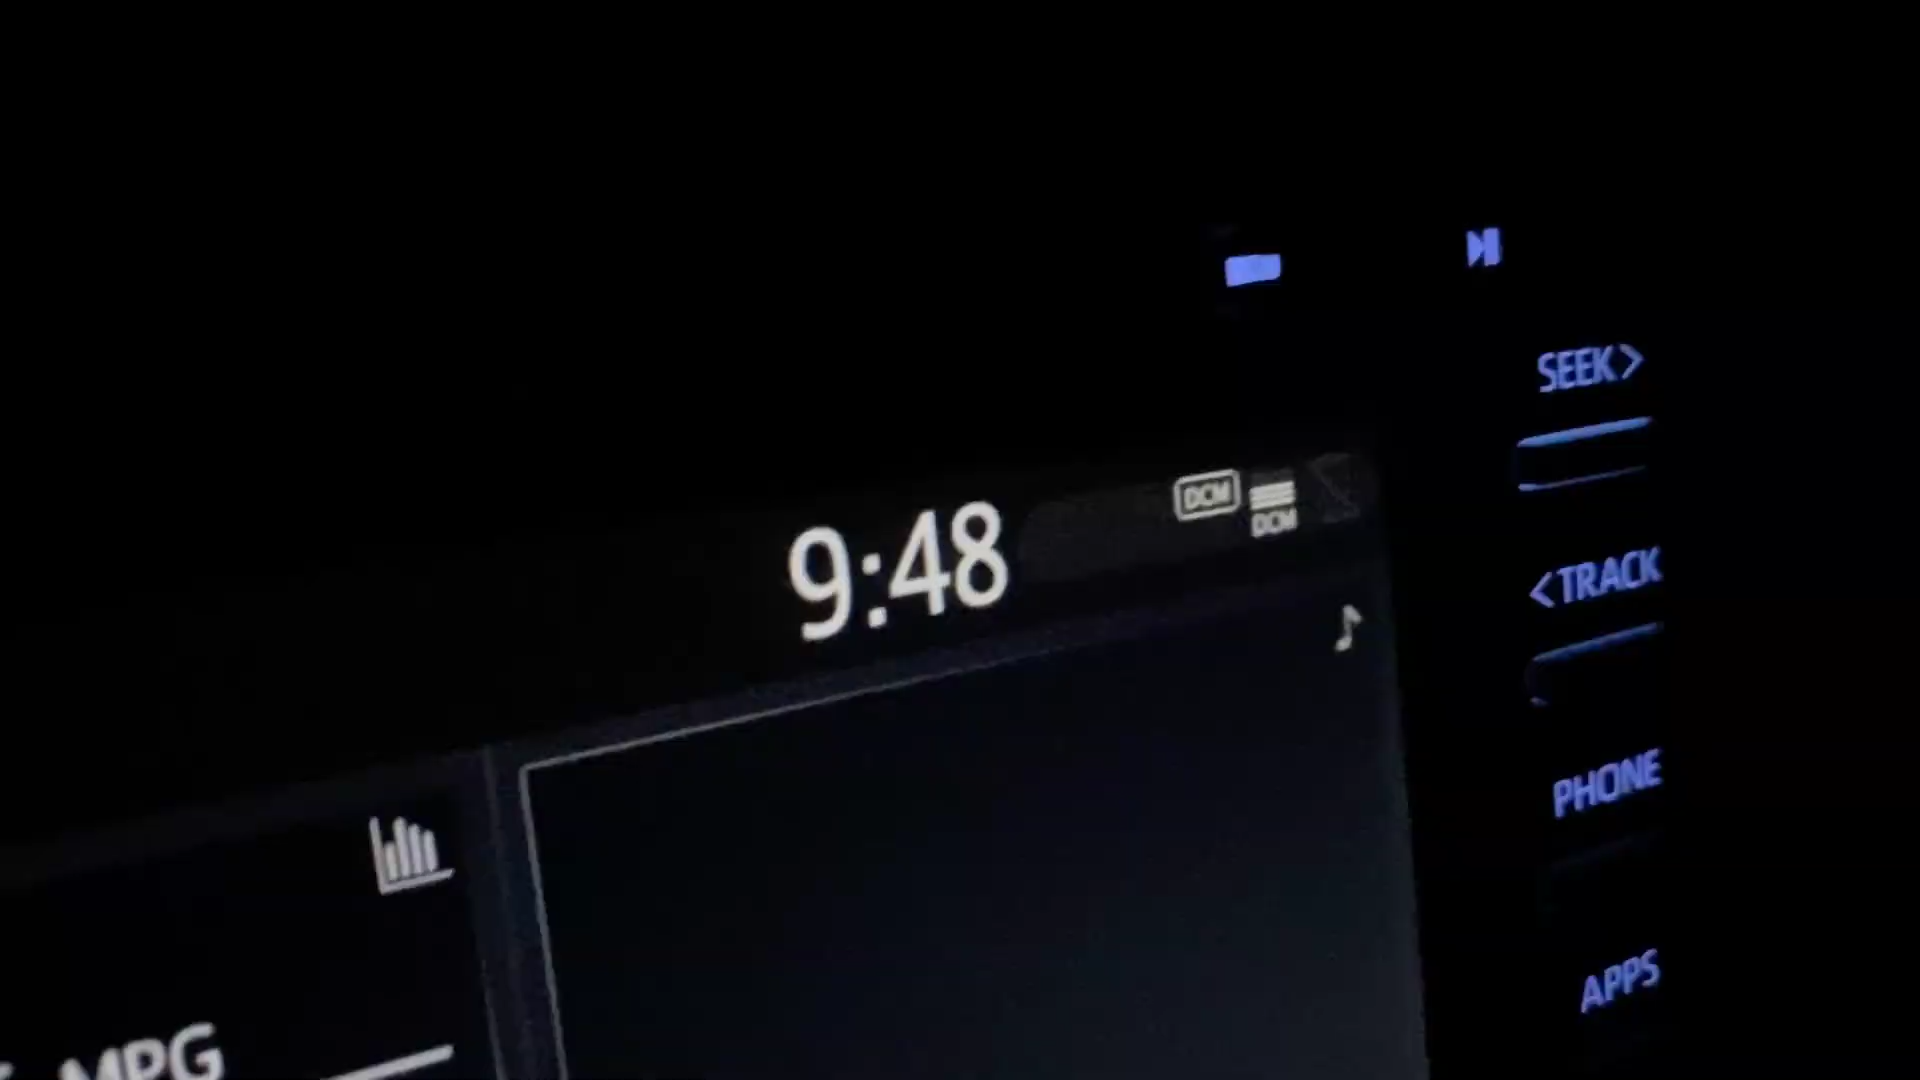 SEEK>
9:48
DCM
DCM
<TRACK
PHONE
APPS
MPG